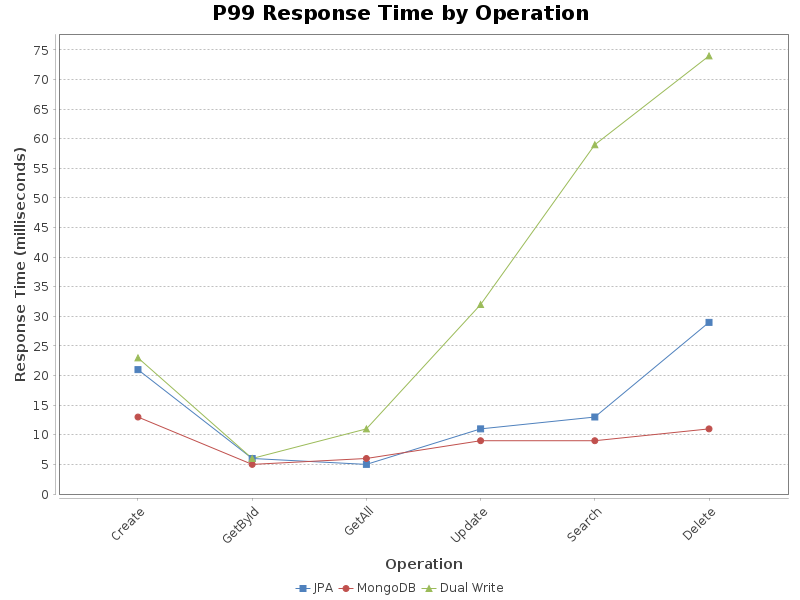 P99 Response Time by Operation
Response Time (milliseconds)
75
70
65
60
55
50
45
40
35
30
25
20
15
10
5
0
Create
GetById
GetAll
Update
Search
Delete
Operation
JPA MongoDB Dual Write